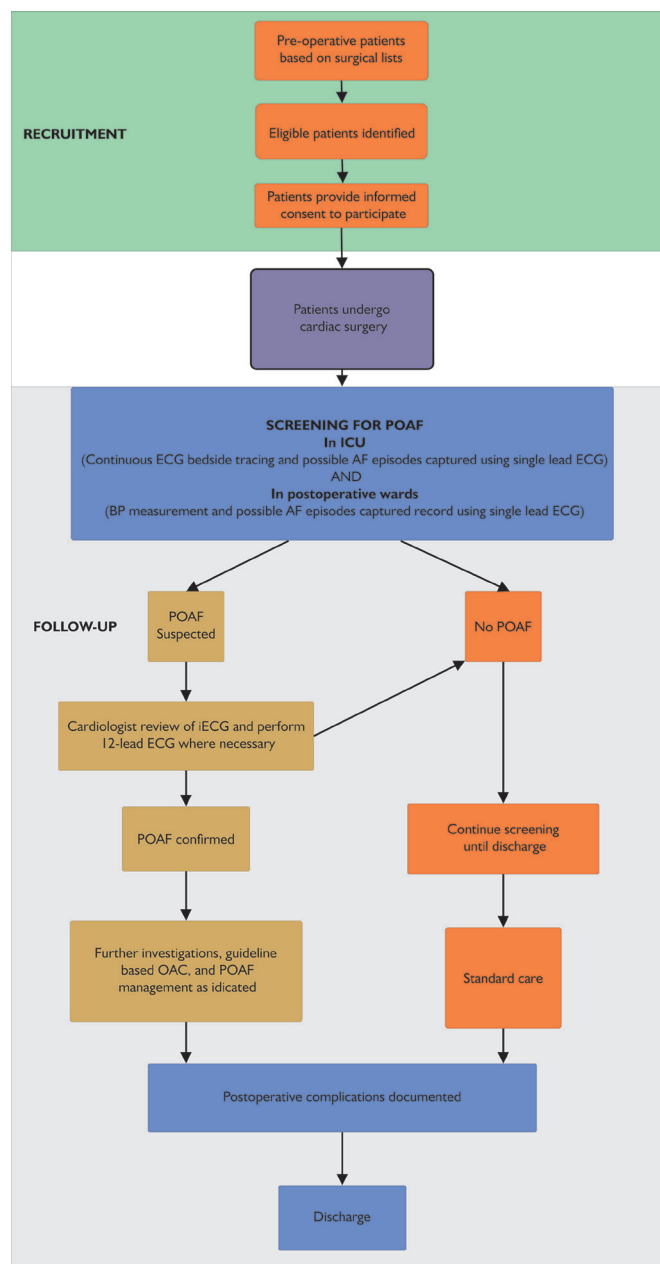 Pre-operative patients
based on surgical lists
RECRUITMENT
Eligible patients identified
Patients provide informed
consent to participate
Patients undergo
cardiac surgery
SCREENING FOR POAF
In ICU
(Continuous ECG bedside tracing and possible AF episodes captured using single lead ECG)
AND
In postoperative wards
(BP measurement and possible AF episodes captured record using single lead ECG)
FOLLOW-UP
POAF
Suspected
No POAF
Cardiologist review of iECG and perform
12-lead ECG where necessary
POAF confirmed
Continue screening
until discharge
Further investigations, guideline
based OAC, and POAF
management as idicated
Standard care
Postoperative complications documented
Discharge